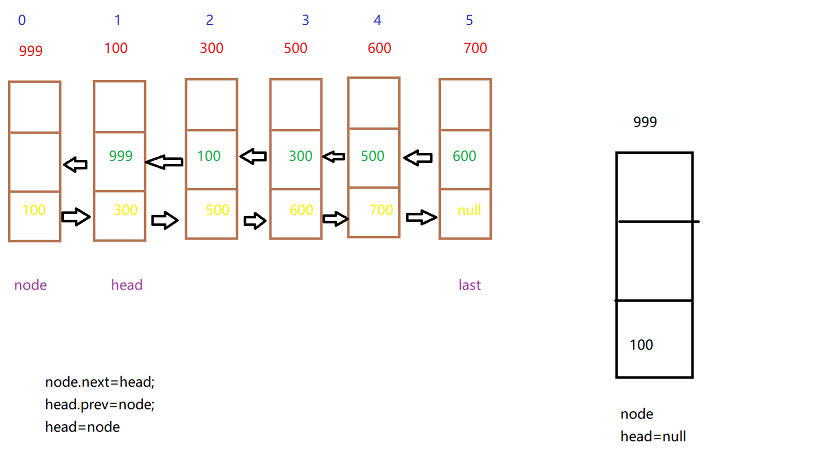 0 1 2 3 4 5
999 100 300 500 600 700
999 100 300 500 600
100 300 500 600 700 null
node head last
node.next=head;
head.prev=node;
head=node
999
100
node
head=null